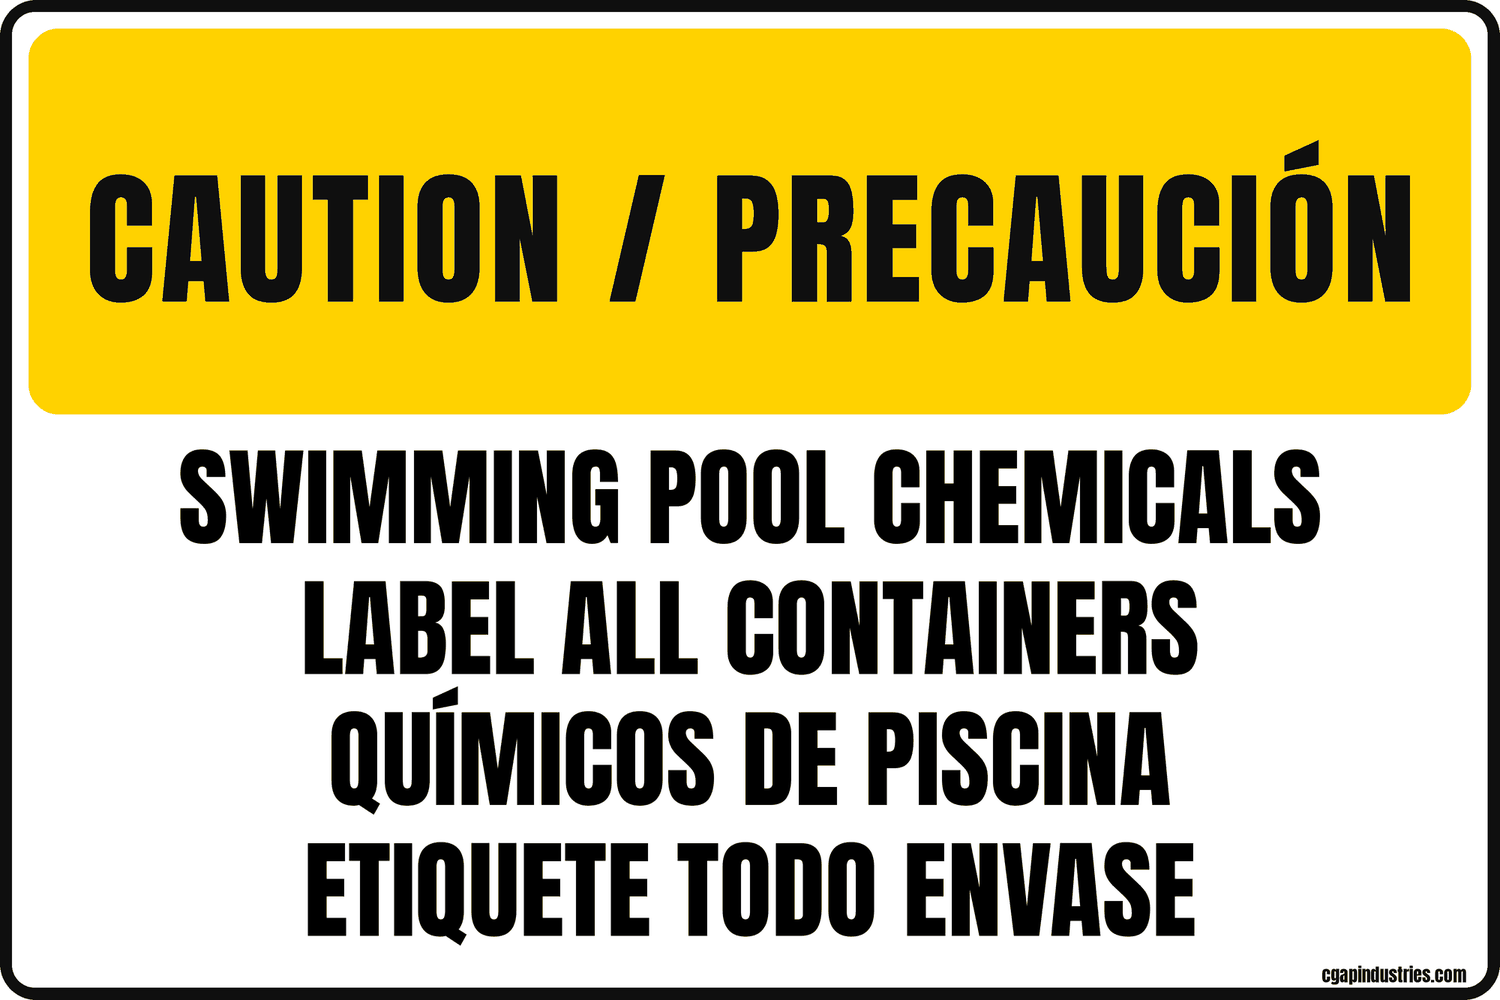 CAUTION / PRECAUCIÓN
SWIMMING POOL CHEMICALS
LABEL ALL CONTAINERS
QUÍMICOS DE PISCINA
ETIQUETE TODO ENVASE
cgapindustries.com